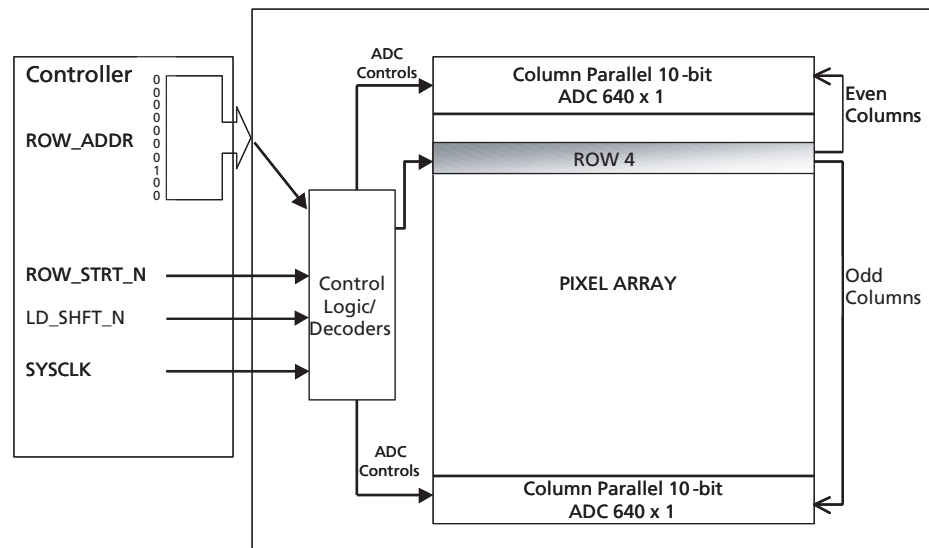 Controller
ROW_ADDR
0
0
0
0
0
0
0
1
0
0
ROW_STRT_N
LD_SHFT_N
SYSCLK
Control
Logic/
Decoders
ADC
Controls
ADC
Controls
Column Parallel 10-bit
ADC 640 x 1
ROW 4
PIXEL ARRAY
Column Parallel 10-bit
ADC 640 x 1
Even
Columns
Odd
Columns